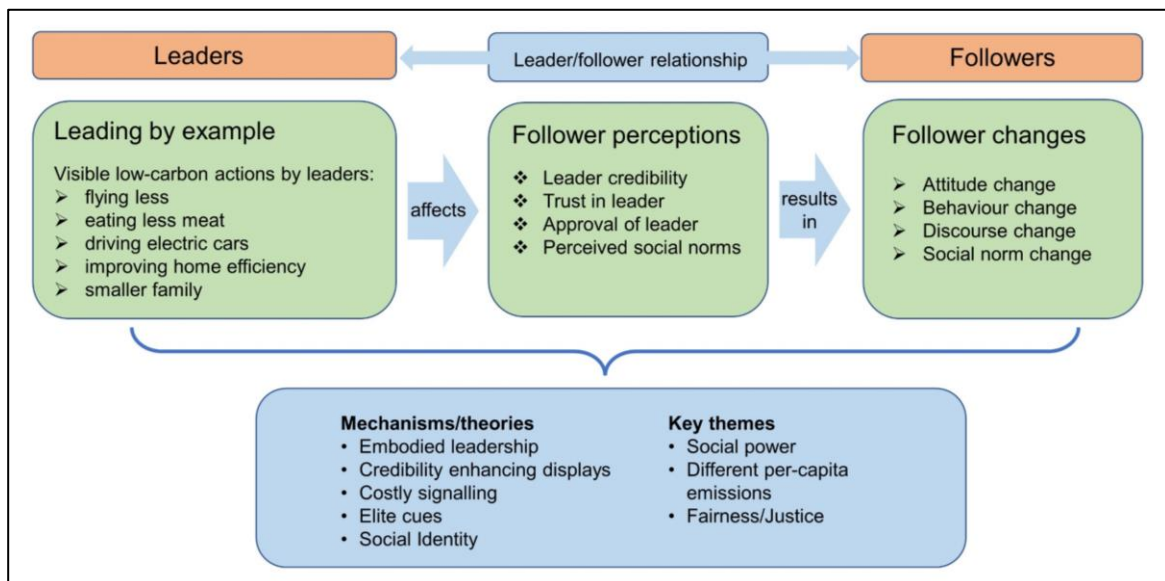 Leaders
Leader/follower relationship
Followers
Leading by example
Visible low-carbon actions by leaders:
➢ flying less
➢ eating less meat
➢ driving electric cars
➢ improving home efficiency
➢ smaller family
affects
Follower perceptions
❖ Leader credibility
❖ Trust in leader
❖ Approval of leader
❖ Perceived social norms
results
in
Follower changes
➢ Attitude change
➢ Behaviour change
➢ Discourse change
➢ Social norm change
Mechanisms/theories
• Embodied leadership
• Credibility enhancing displays
• Costly signalling
• Elite cues
• Social Identity
Key themes
• Social power
• Different per-capita
emissions
• Fairness/Justice